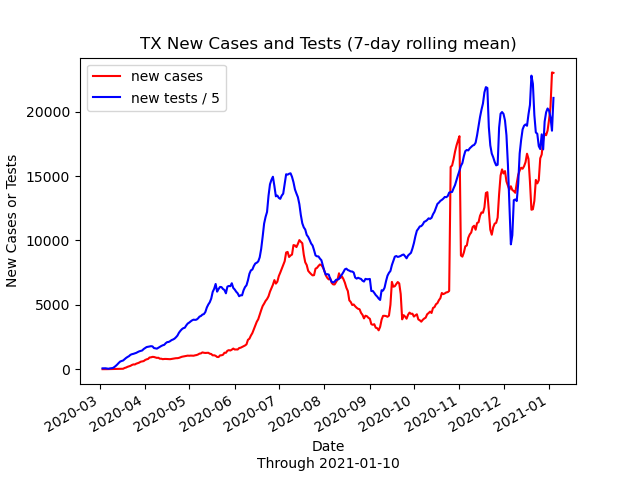 TX New Cases and Tests (7-day rolling mean)
new cases
new tests / 5
New Cases or Tests
20000
15000
10000
5000
0
2020-03
2020-04
2020-05
2020-06
2020-07
2020-08
2020-09
2020-10
2020-11
2020-12
2021-01
Date
Through 2021-01-10